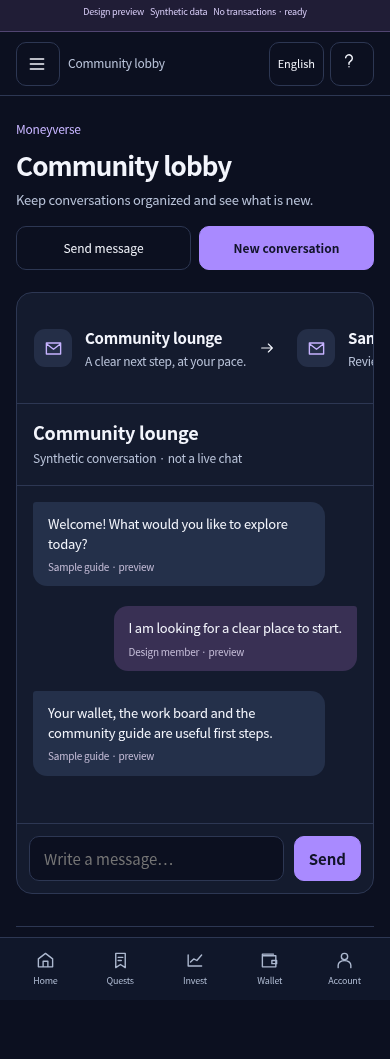 Design preview Synthetic data No transactions · ready
Community lobby
English
?
Moneyverse
Community lobby
Keep conversations organized and see what is new.
Send message
New conversation
Community lounge
A clear next step, at your pace.
→
Community lounge
Synthetic conversation · not a live chat
Welcome! What would you like to explore
today?
Sample guide · preview
I am looking for a clear place to start.
Design member · preview
Your wallet, the work board and the
community guide are useful first steps.
Sample guide · preview
Write a message...
Send
Home
Quests
Invest
Wallet
Account